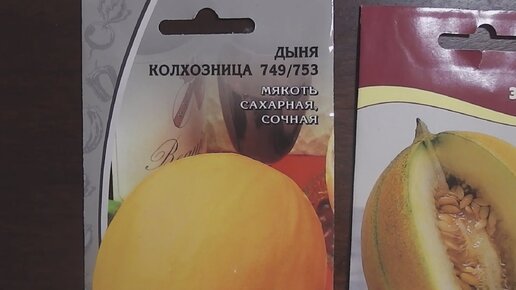 ДЫНЯ
КОЛХОЗНИЦА 749/753
МЯКОТЬ
САХАРНАЯ,
СОЧНАЯ